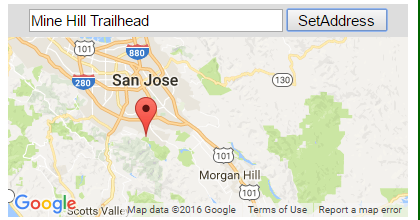 Mine Hill Trailhead SetAddress
101
880
280
San Jose
130
101
101
Morgan Hill
101
Google
Scotts Valle
Map data ©2016 Google Terms of Use Report a map error